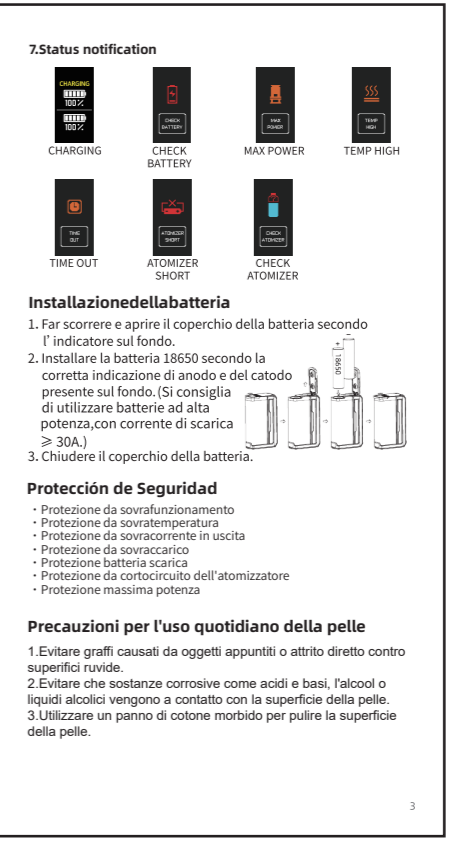 7.Status notification
CHARGING
100%
100%
CHECK
BATTERY
MAX
POWER
TEMP
HIGH
CHARGING
CHECK
BATTERY
MAX POWER
TEMP HIGH
TIME
OUT
ATOMIZER
SHORT
CHECK
ATOMIZER
TIME OUT
ATOMIZER
SHORT
CHECK
ATOMIZER
Installazionedellabatteria
1. Far scorrere e aprire il coperchio della batteria secondo
l' indicatore sul fondo.
2. Installare la batteria 18650 secondo la
corretta indicazione di anodo e del catodo
presente sul fondo.(Si consiglia
di utilizzare batterie ad alta
potenza,con corrente di scarica
≥ 30A.)
3. Chiudere il coperchio della batteria.
+
18650
Protección de Seguridad
・Protezione da sovrafunzionamento
・Protezione da sovratemperatura
・Protezione da sovracorrente in uscita
・Protezione da sovraccarico
・Protezione batteria scarica
・Protezione da cortocircuito dell'atomizzatore
・Protezione massima potenza
Precauzioni per l'uso quotidiano della pelle
1.Evitare graffi causati da oggetti appuntiti o attrito diretto contro
superifici ruvide.
2.Evitare che sostanze corrosive come acidi e basi, l'alcool o
liquidi alcolici vengono a contatto con la superficie della pelle.
3.Utilizzare un panno di cotone morbido per pulire la superficie
della pelle.
3